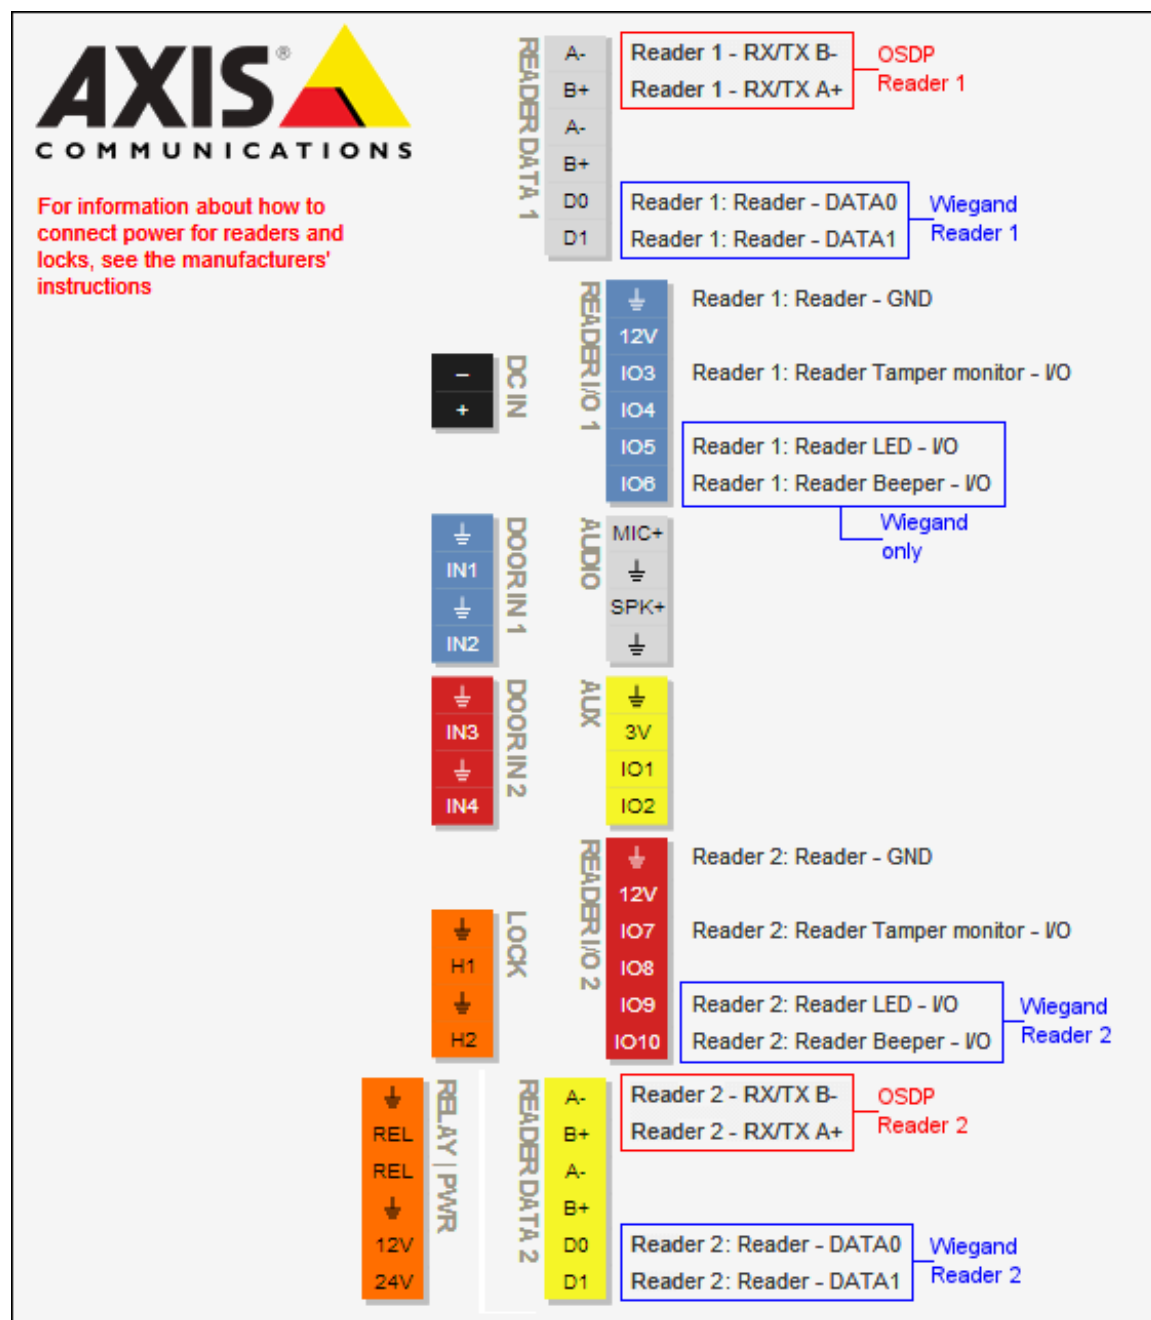 AXIS®
COMMUNICATIONS
For information about how to
connect power for readers and
locks, see the manufacturers'
instructions
READER DATA 1
A-
B+
A-
B+
D0
D1
Reader 1 - RX/TX B-
Reader 1 - RX/TX A+
OSDP
Reader 1
Reader 1: Reader - DATA0
Reader 1: Reader - DATA1
Wiegand
Reader 1
READER I/O 1
12V
IO3
IO4
IO5
IO6
Reader 1: Reader - GND
Reader 1: Reader Tamper monitor - I/O
Reader 1: Reader LED - I/O
Reader 1: Reader Beeper - I/O
Wiegand
only
–
+
DC IN
IN1
IN2
DOOR IN 1
AUDIO
MIC+
SPK+
IN3
IN4
DOOR IN 2
AUX
3V
IO1
IO2
READER I/O 2
12V
IO7
IO8
IO9
IO10
Reader 2: Reader - GND
Reader 2: Reader Tamper monitor - I/O
Reader 2: Reader LED - I/O
Reader 2: Reader Beeper - I/O
Wiegand
Reader 2
H1
H2
LOCK
REL
REL
12V
24V
RELAY | PWR
READER DATA 2
A-
B+
A-
B+
D0
D1
Reader 2 - RX/TX B-
Reader 2 - RX/TX A+
OSDP
Reader 2
Reader 2: Reader - DATA0
Reader 2: Reader - DATA1
Wiegand
Reader 2